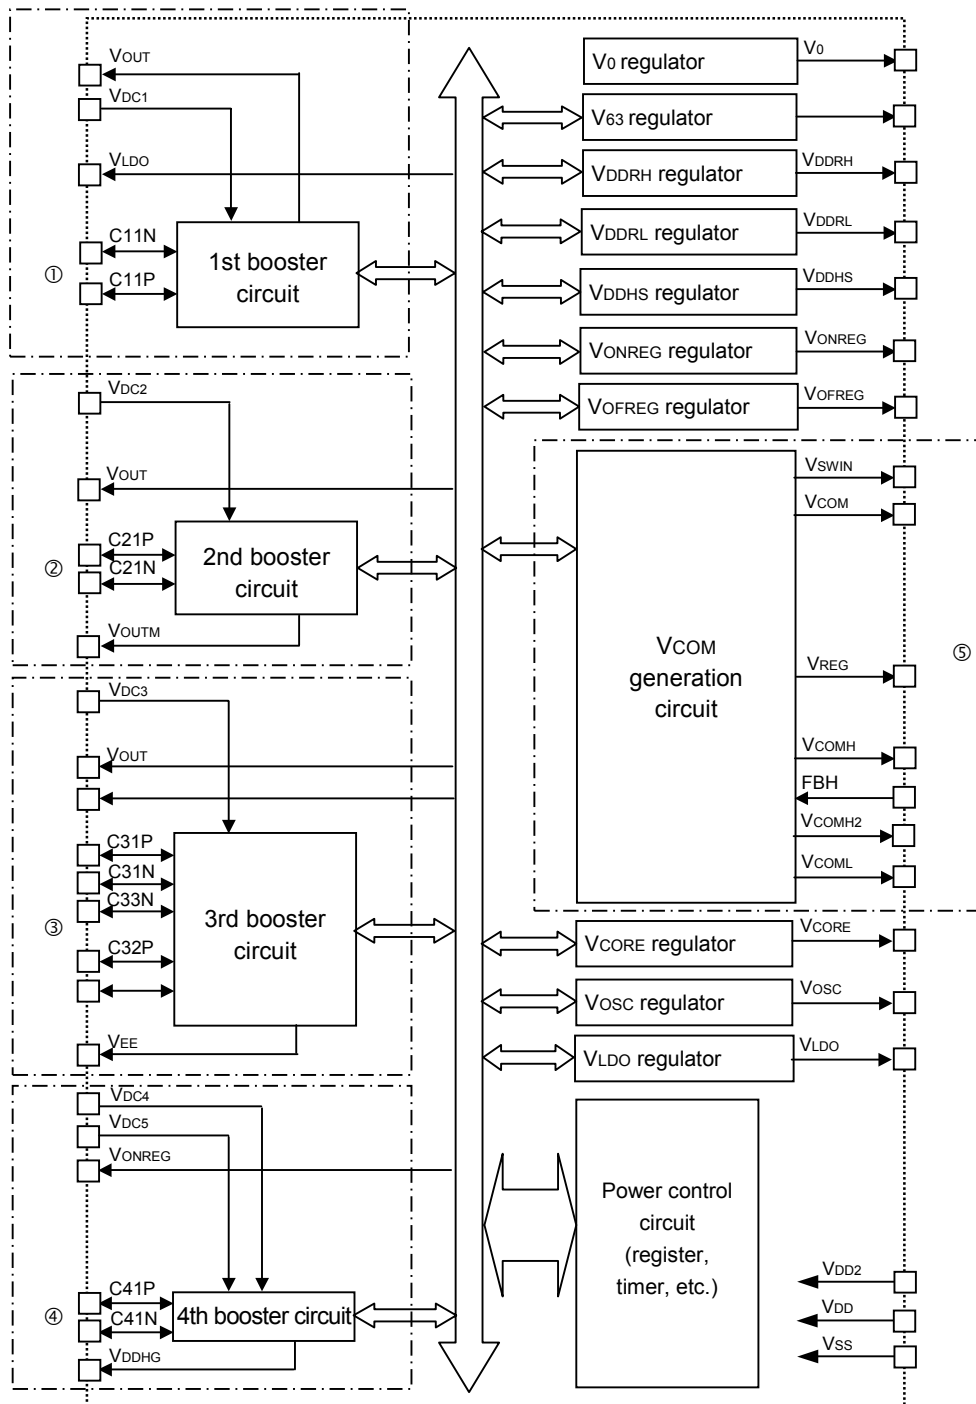 VOUT
VDC1
VLDO
C11N
C11P
①
1st booster
circuit
VDC2
VOUT
C21P
C21N
②
2nd booster
circuit
VOUTM
VDC3
VOUT
C31P
C31N
C33N
③
C32P
3rd booster
circuit
VEE
VDC4
VDC5
VONREG
C41P
C41N
④
4th booster circuit
VDDHG
V0 regulator
V0
V63 regulator
VDDRH regulator
VDDRH
VDDRL regulator
VDDRL
VDDHS regulator
VDDHS
VONREG regulator
VONREG
VOFREG regulator
VOFREG
VCOM
generation
circuit
VSWIN
VCOM
VREG
⑤
VCOMH
FBH
VCOMH2
VCOML
VCORE regulator
VCORE
VOSC regulator
VOSC
VLDO regulator
VLDO
Power control
circuit
(register,
timer, etc.)
VDD2
VDD
VSS